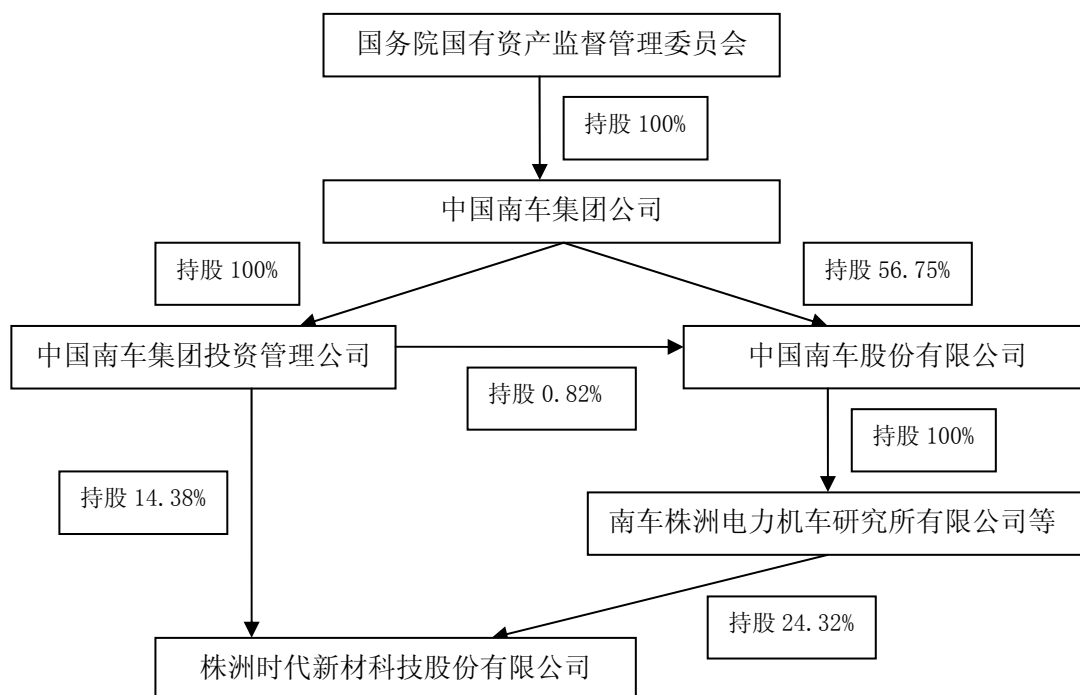 国务院国有资产监督管理委员会
持股 100%
中国南车集团公司
持股 100%
持股 56.75%
中国南车集团投资管理公司
中国南车股份有限公司
持股 0.82%
持股 100%
持股 14.38%
南车株洲电力机车研究所有限公司等
持股 24.32%
株洲时代新材科技股份有限公司